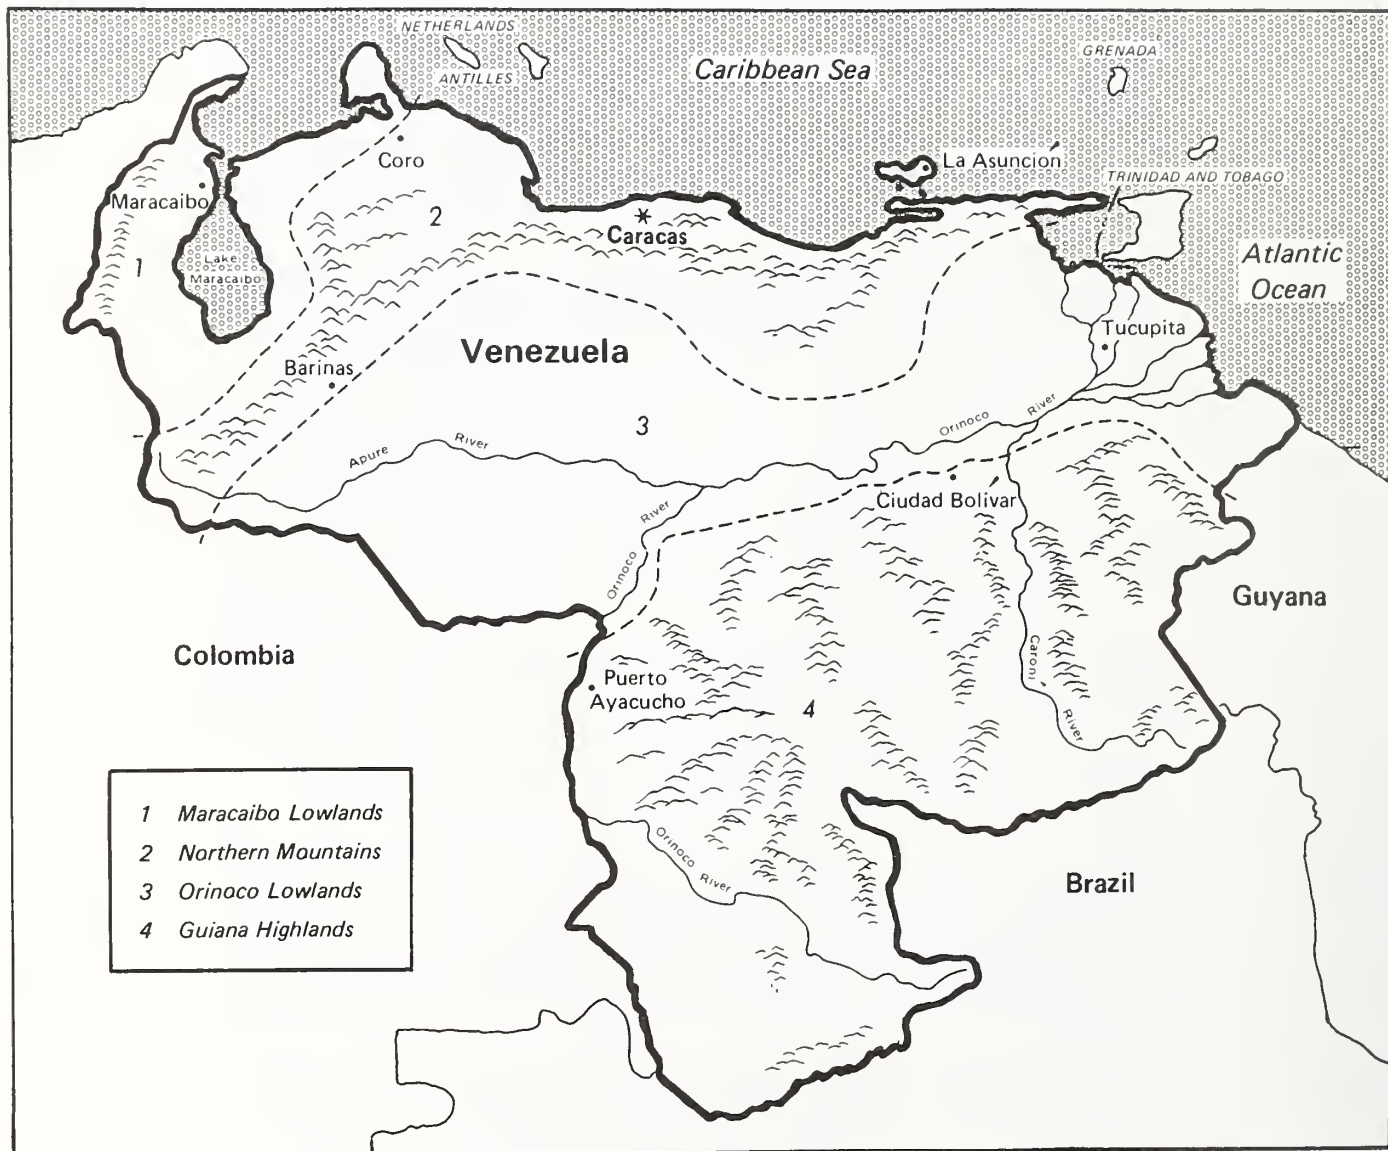 NETHERLANDS
ANTILLES
Caribbean Sea
GRENADA
Coro
La Asuncion
TRINIDAD AND TOBAGO
Maracaibo
2
Caracas
1
Lake
Maracaibo
Atlantic
Ocean
Tucupita
Venezuela
Barinas
3
Apure
River
Orinoco
River
Ciudad Bolívar
Orinoco
River
Guyana
Colombia
Caroní
River
Puerto
Ayacucho
4
1 Maracaibo Lowlands
2 Northern Mountains
3 Orinoco Lowlands
4 Guiana Highlands
Orinoco
River
Brazil